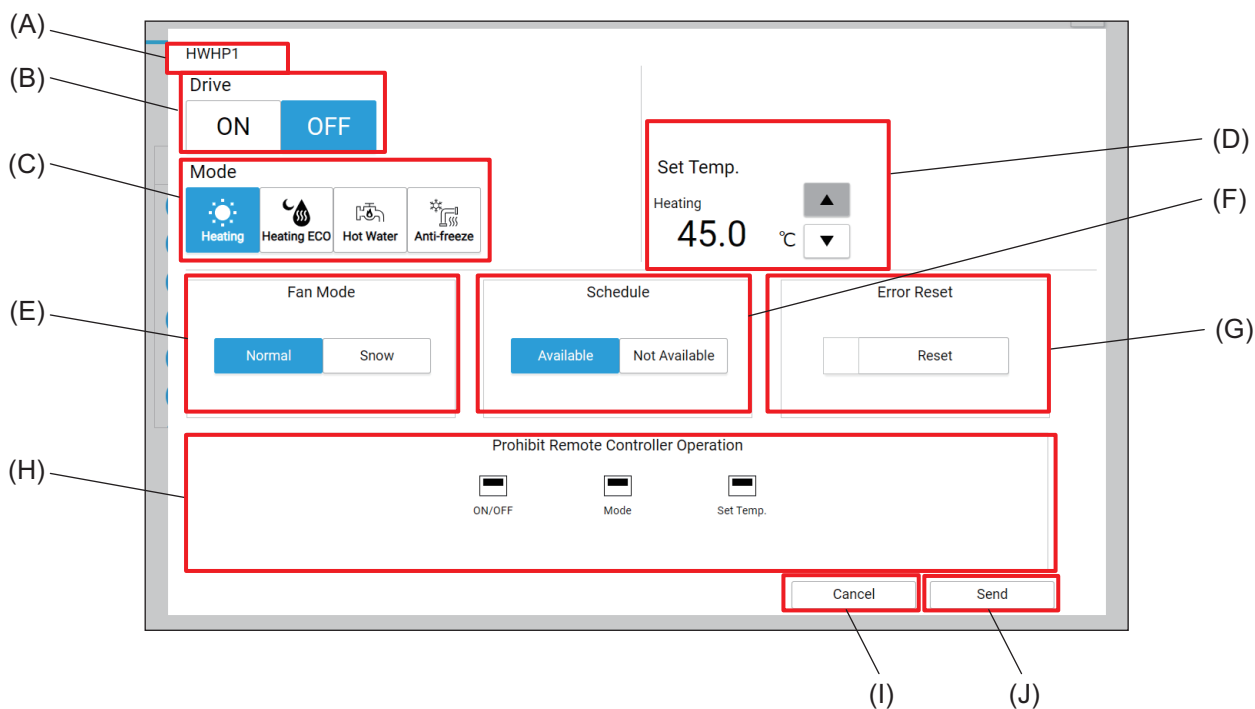 (A)
HWHP1
(B)
Drive
ON OFF
(C)
Mode
Heating Heating ECO Hot Water Anti-freeze
(D)
Set Temp.
Heating
45.0 ℃
▲
▼
(E)
Fan Mode
Normal Snow
(F)
Schedule
Available Not Available
(G)
Error Reset
Reset
(H)
Prohibit Remote Controller Operation
ON/OFF Mode Set Temp.
Cancel Send
(I) (J)